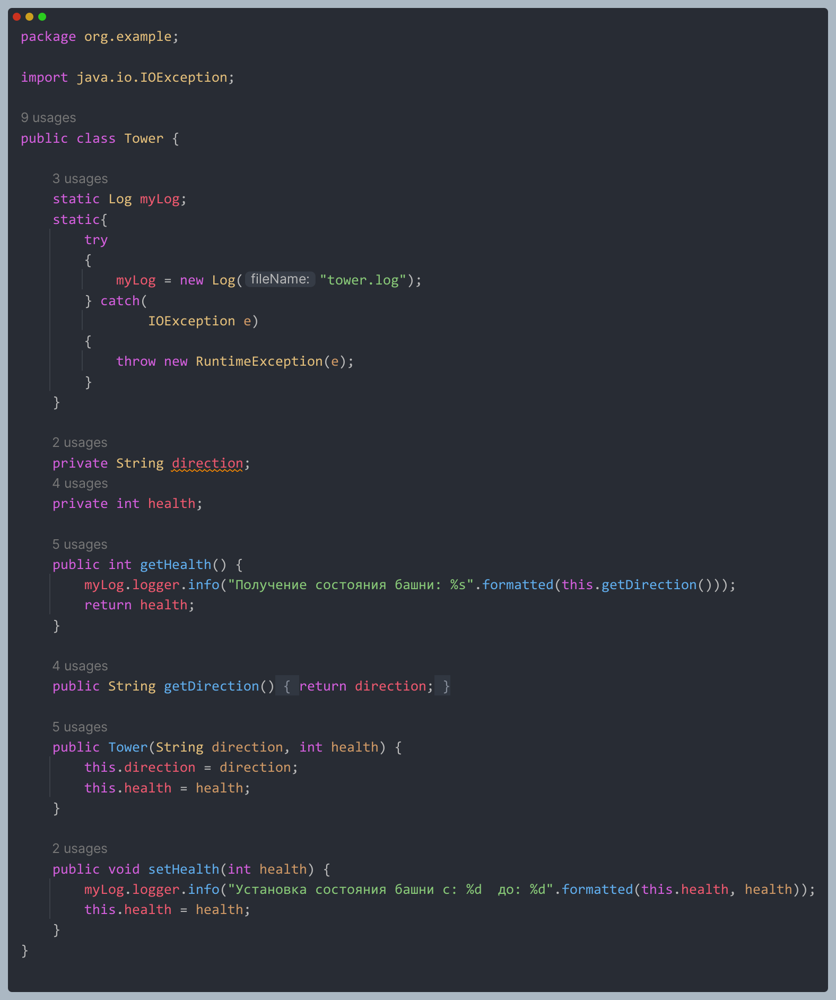 package org.example;
import java.io.IOException;
9 usages
public class Tower {
3 usages
static Log myLog;
static{
try
{
myLog = new Log( fileName: "tower.log");
} catch(
IOException e)
{
throw new RuntimeException(e);
}
}
2 usages
private String direction;
4 usages
private int health;
5 usages
public int getHealth() {
myLog.logger.info("Получение состояния башни: %s".formatted(this.getDirection()));
return health;
}
4 usages
public String getDirection() { return direction; }
5 usages
public Tower(String direction, int health) {
this.direction = direction;
this.health = health;
}
2 usages
public void setHealth(int health) {
myLog.logger.info("Установка состояния башни с: %d  до: %d".formatted(this.health, health));
this.health = health;
}
}